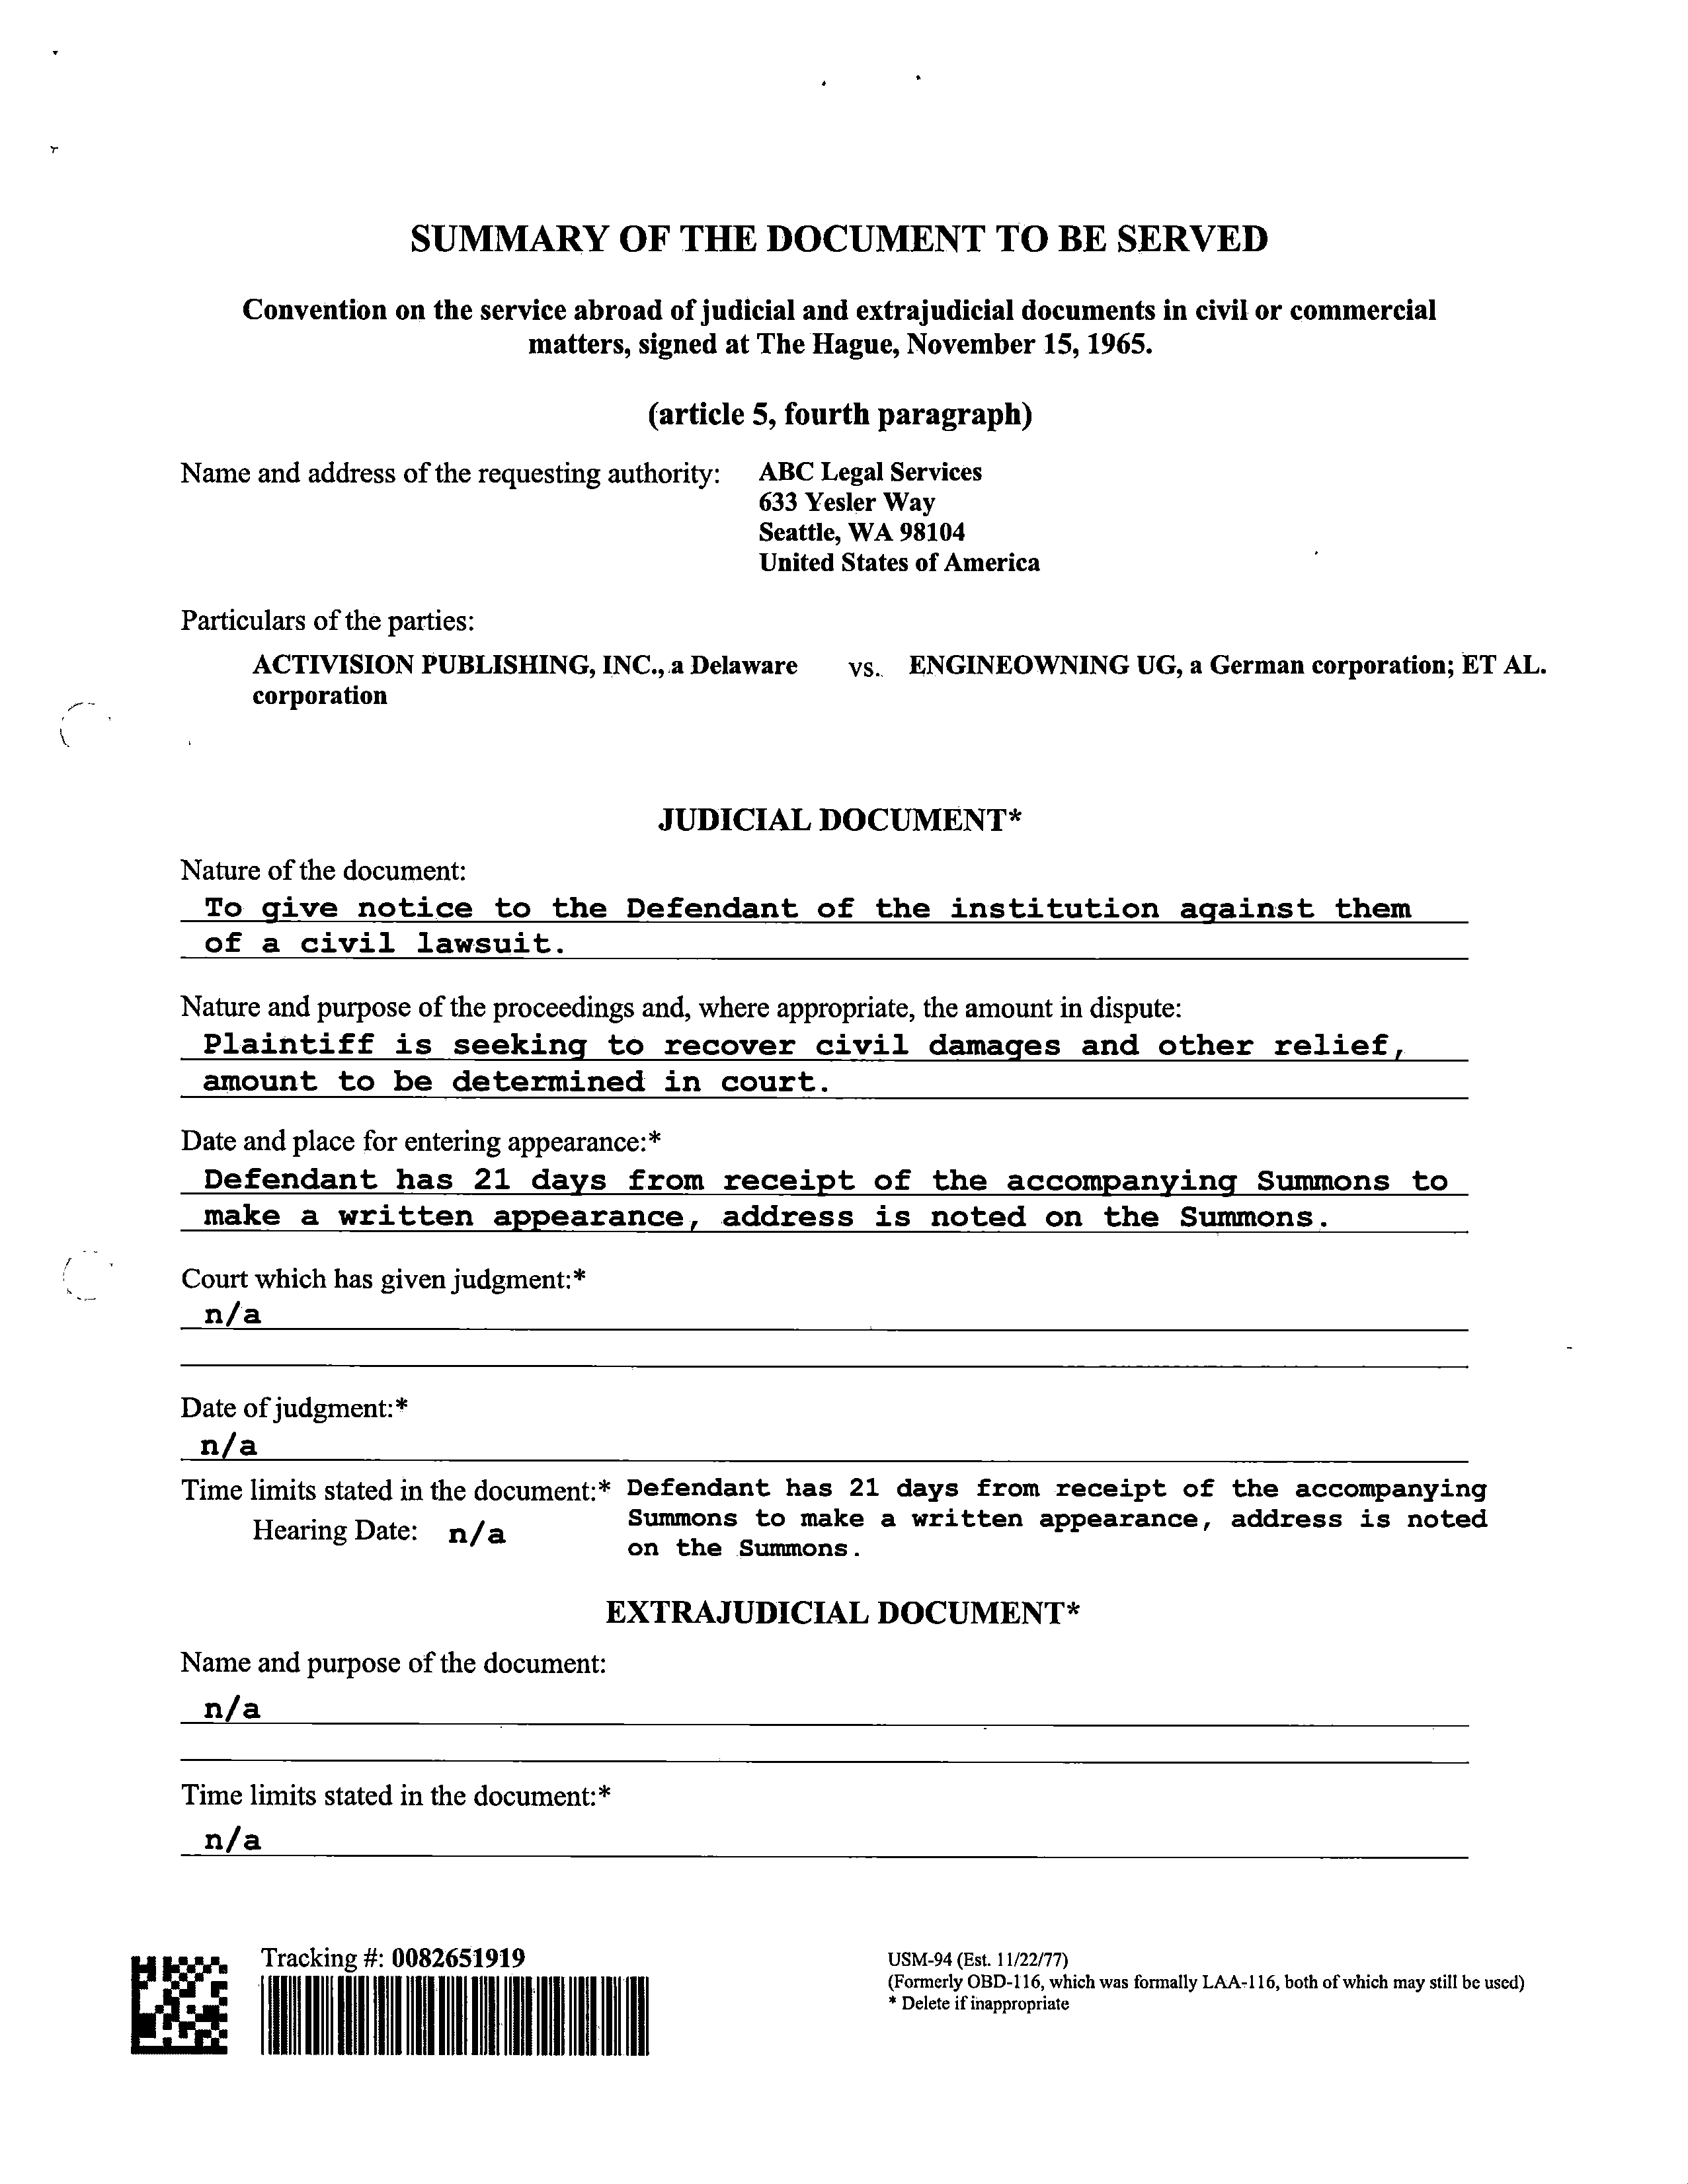 SUMMARY OF THE DOCUMENT TO BE SERVED
Convention on the service abroad of judicial and extrajudicial documents in civil or commercial
matters, signed at The Hague, November 15, 1965.
(article 5, fourth paragraph)
Name and address of the requesting authority: ABC Legal Services
633 Yesler Way
Seattle, WA 98104
United States of America
Particulars of the parties:
ACTIVISION PUBLISHING, INC., a Delaware vs. ENGINEOWNING UG, a German corporation; ET AL.
corporation
JUDICIAL DOCUMENT*
Nature of the document:
To give notice to the Defendant of the institution against them
of a civil lawsuit.
Nature and purpose of the proceedings and, where appropriate, the amount in dispute:
Plaintiff is seeking to recover civil damages and other relief,
amount to be determined in court.
Date and place for entering appearance:*
Defendant has 21 days from receipt of the accompanying Summons to
make a written appearance, address is noted on the Summons.
Court which has given judgment:*
n/a
Date of judgment:*
n/a
Time limits stated in the document:* Defendant has 21 days from receipt of the accompanying
Hearing Date: n/a Summons to make a written appearance, address is noted
on the Summons.
EXTRAJUDICIAL DOCUMENT*
Name and purpose of the document:
n/a
Time limits stated in the document:*
n/a
Tracking #: 0082651919
USM-94 (Est. 11/22/77)
(Formerly OBD-116, which was formally LAA-116, both of which may still be used)
* Delete if inappropriate